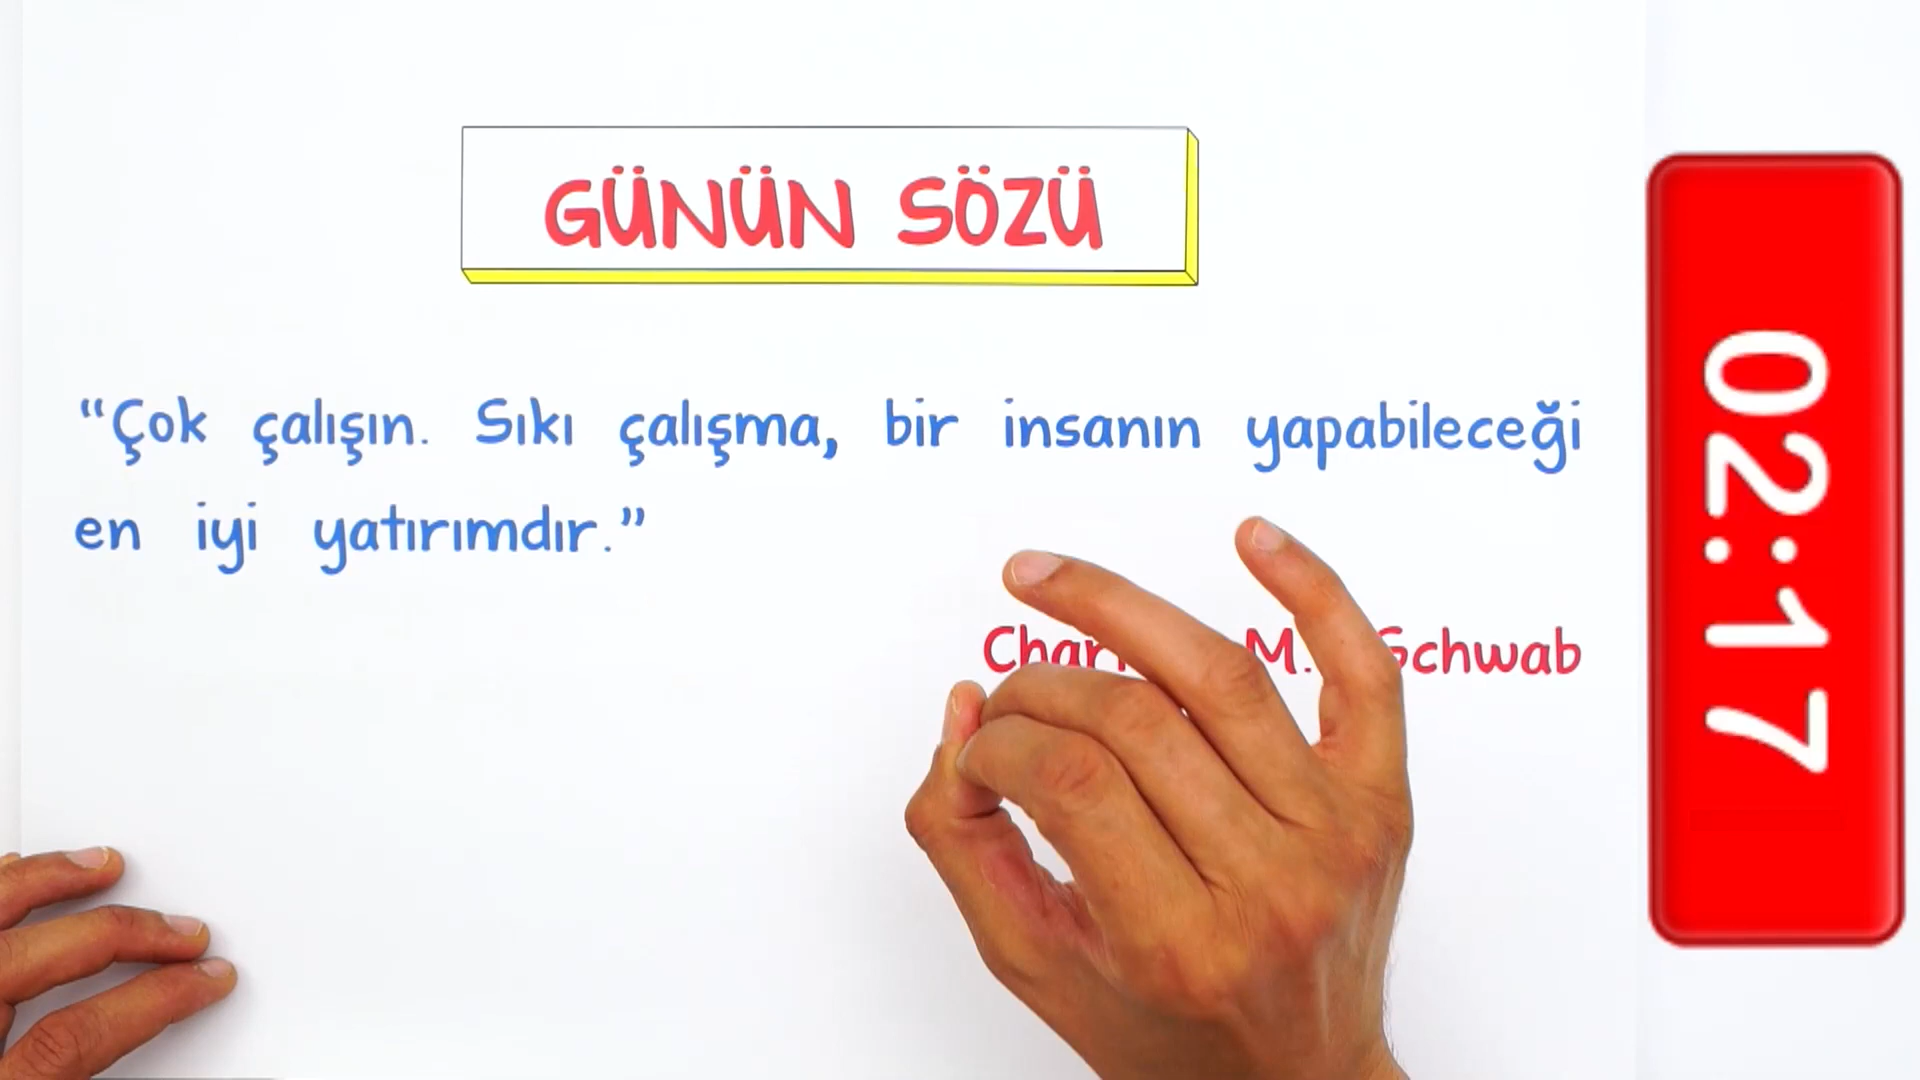 GÜNÜN SÖZÜ
“Çok çalışın. Sıkı çalışma, bir insanın yapabileceği
en iyi yatırımdır.”
M. Schwab
02:17